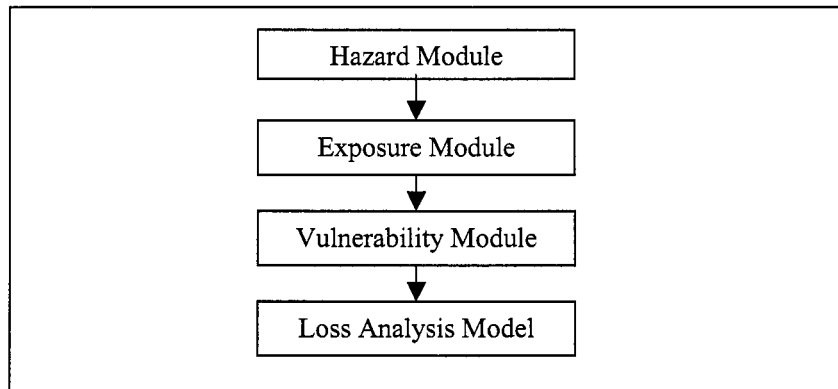 Hazard Module
Exposure Module
Vulnerability Module
Loss Analysis Model